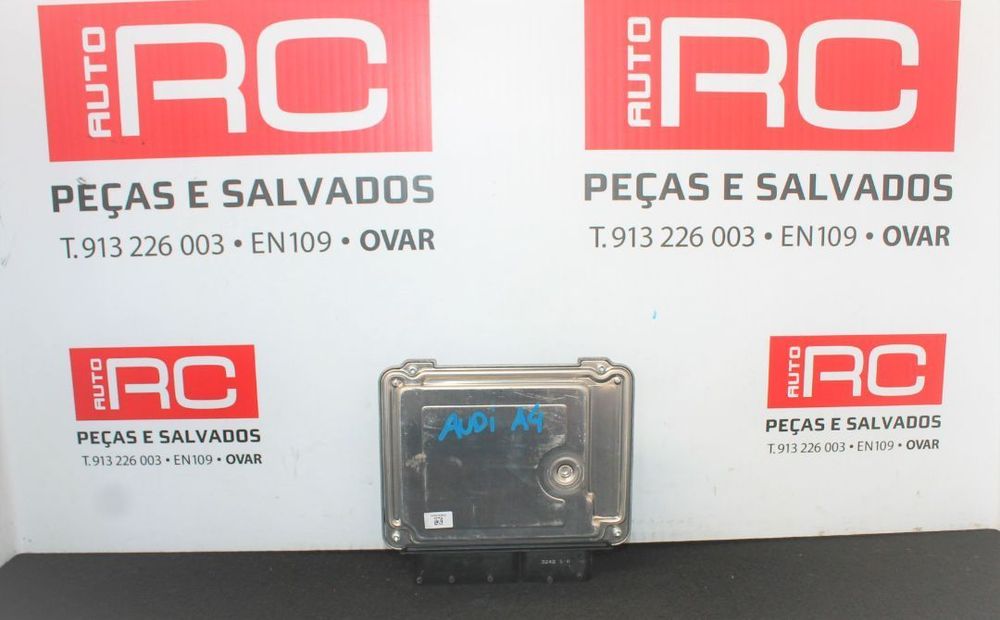 AUTO RC
PEÇAS E SALVADOS
T. 913 226 003 • EN109 • OVAR
AUTO RC
PEÇAS E SALVADOS
T. 913 226 003 • EN109 • OVAR
AUTO RC
PEÇAS E SALVADOS
T. 913 226 003 • EN109 • OVAR
AUTO RC
PEÇAS E SALVADOS
T. 913 226 003 • EN109 • OVAR
AUDi A4